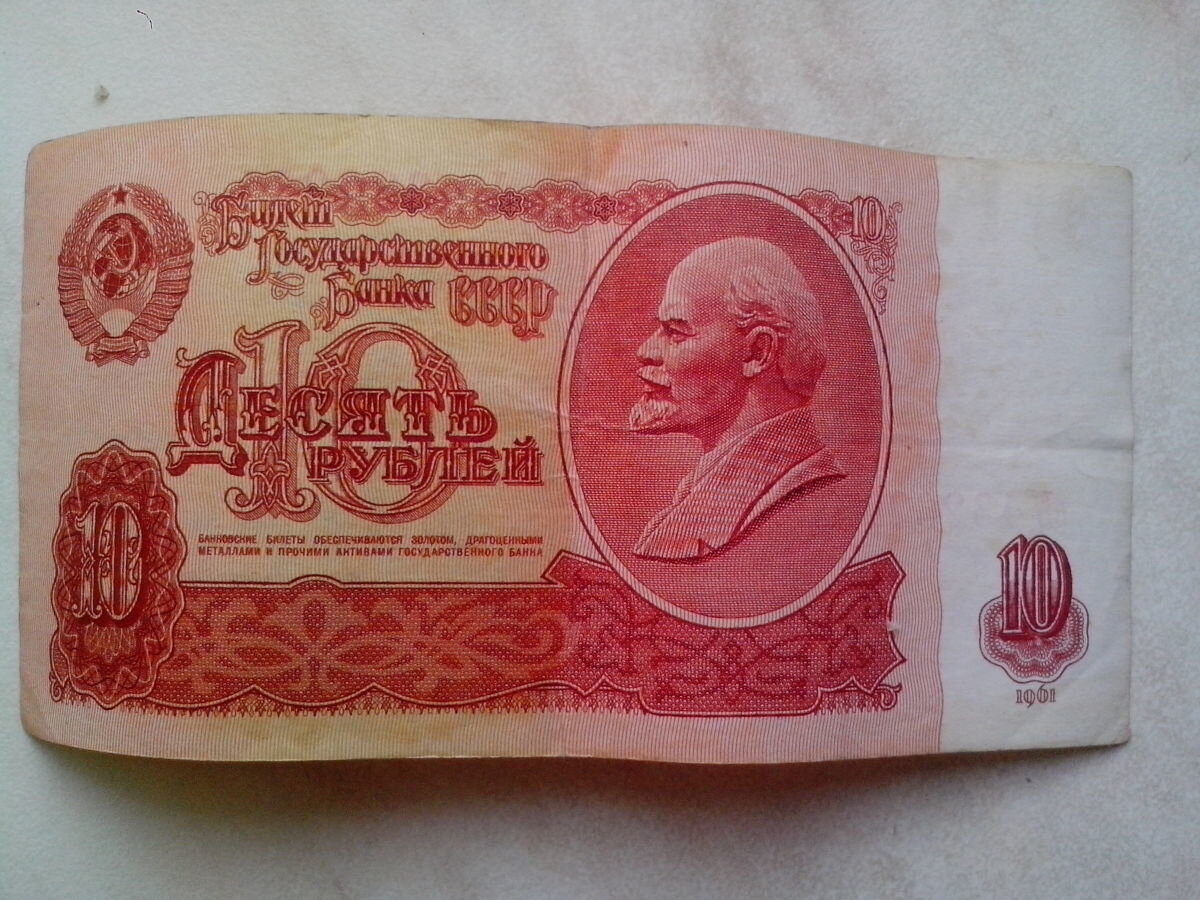 Билет
Государственного
Банка СССР
10
10
Десять
рублей
10
БАНКОВСКИЕ БИЛЕТЫ ОБЕСПЕЧИВАЮТСЯ ЗОЛОТОМ, ДРАГОЦЕННЫМИ
МЕТАЛЛАМИ И ПРОЧИМИ АКТИВАМИ ГОСУДАРСТВЕННОГО БАНКА
10
1961